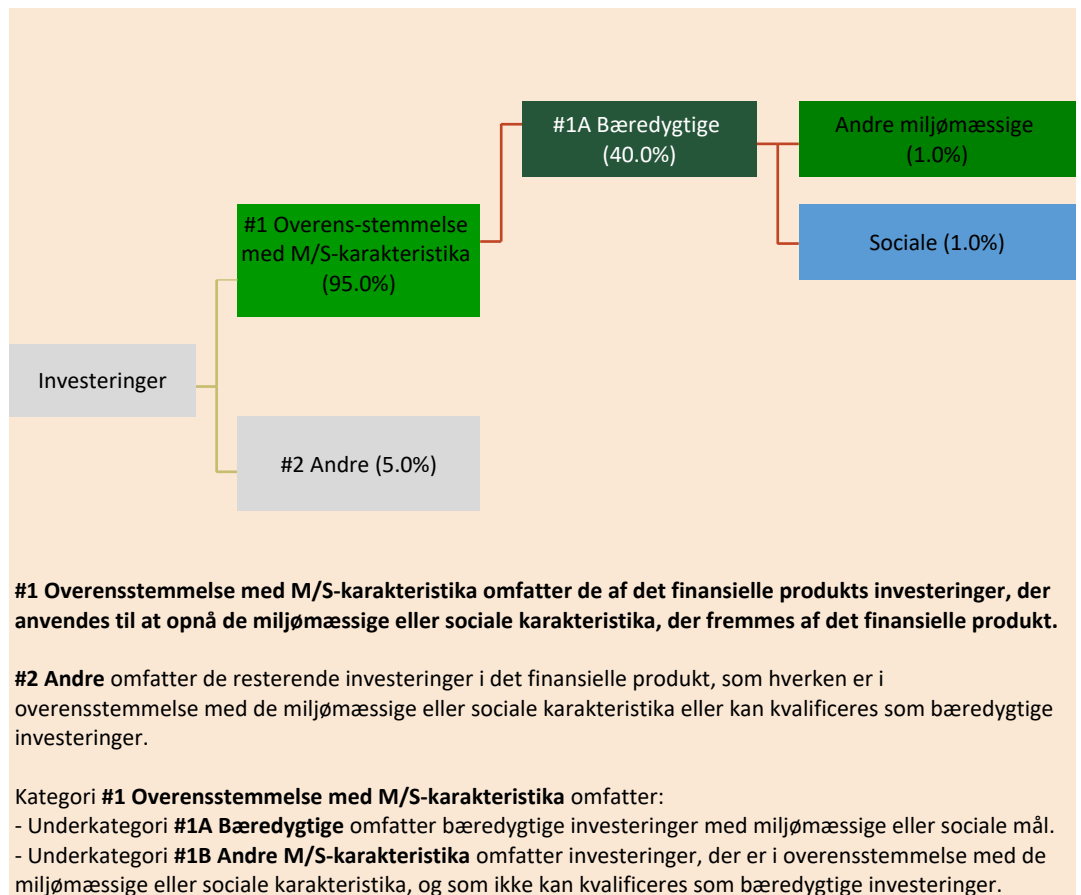 #1A Bæredygtige
(40.0%)
Andre miljømæssige
(1.0%)
#1 Overens-stemmelse
med M/S-karakteristika
(95.0%)
Sociale (1.0%)
Investeringer
#2 Andre (5.0%)
#1 Overensstemmelse med M/S-karakteristika omfatter de af det finansielle produkts investeringer, der
anvendes til at opnå de miljømæssige eller sociale karakteristika, der fremmes af det finansielle produkt.
#2 Andre omfatter de resterende investeringer i det finansielle produkt, som hverken er i
overensstemmelse med de miljømæssige eller sociale karakteristika eller kan kvalificeres som bæredygtige
investeringer.
Kategori #1 Overensstemmelse med M/S-karakteristika omfatter:
- Underkategori #1A Bæredygtige omfatter bæredygtige investeringer med miljømæssige eller sociale mål.
- Underkategori #1B Andre M/S-karakteristika omfatter investeringer, der er i overensstemmelse med de
miljømæssige eller sociale karakteristika, og som ikke kan kvalificeres som bæredygtige investeringer.